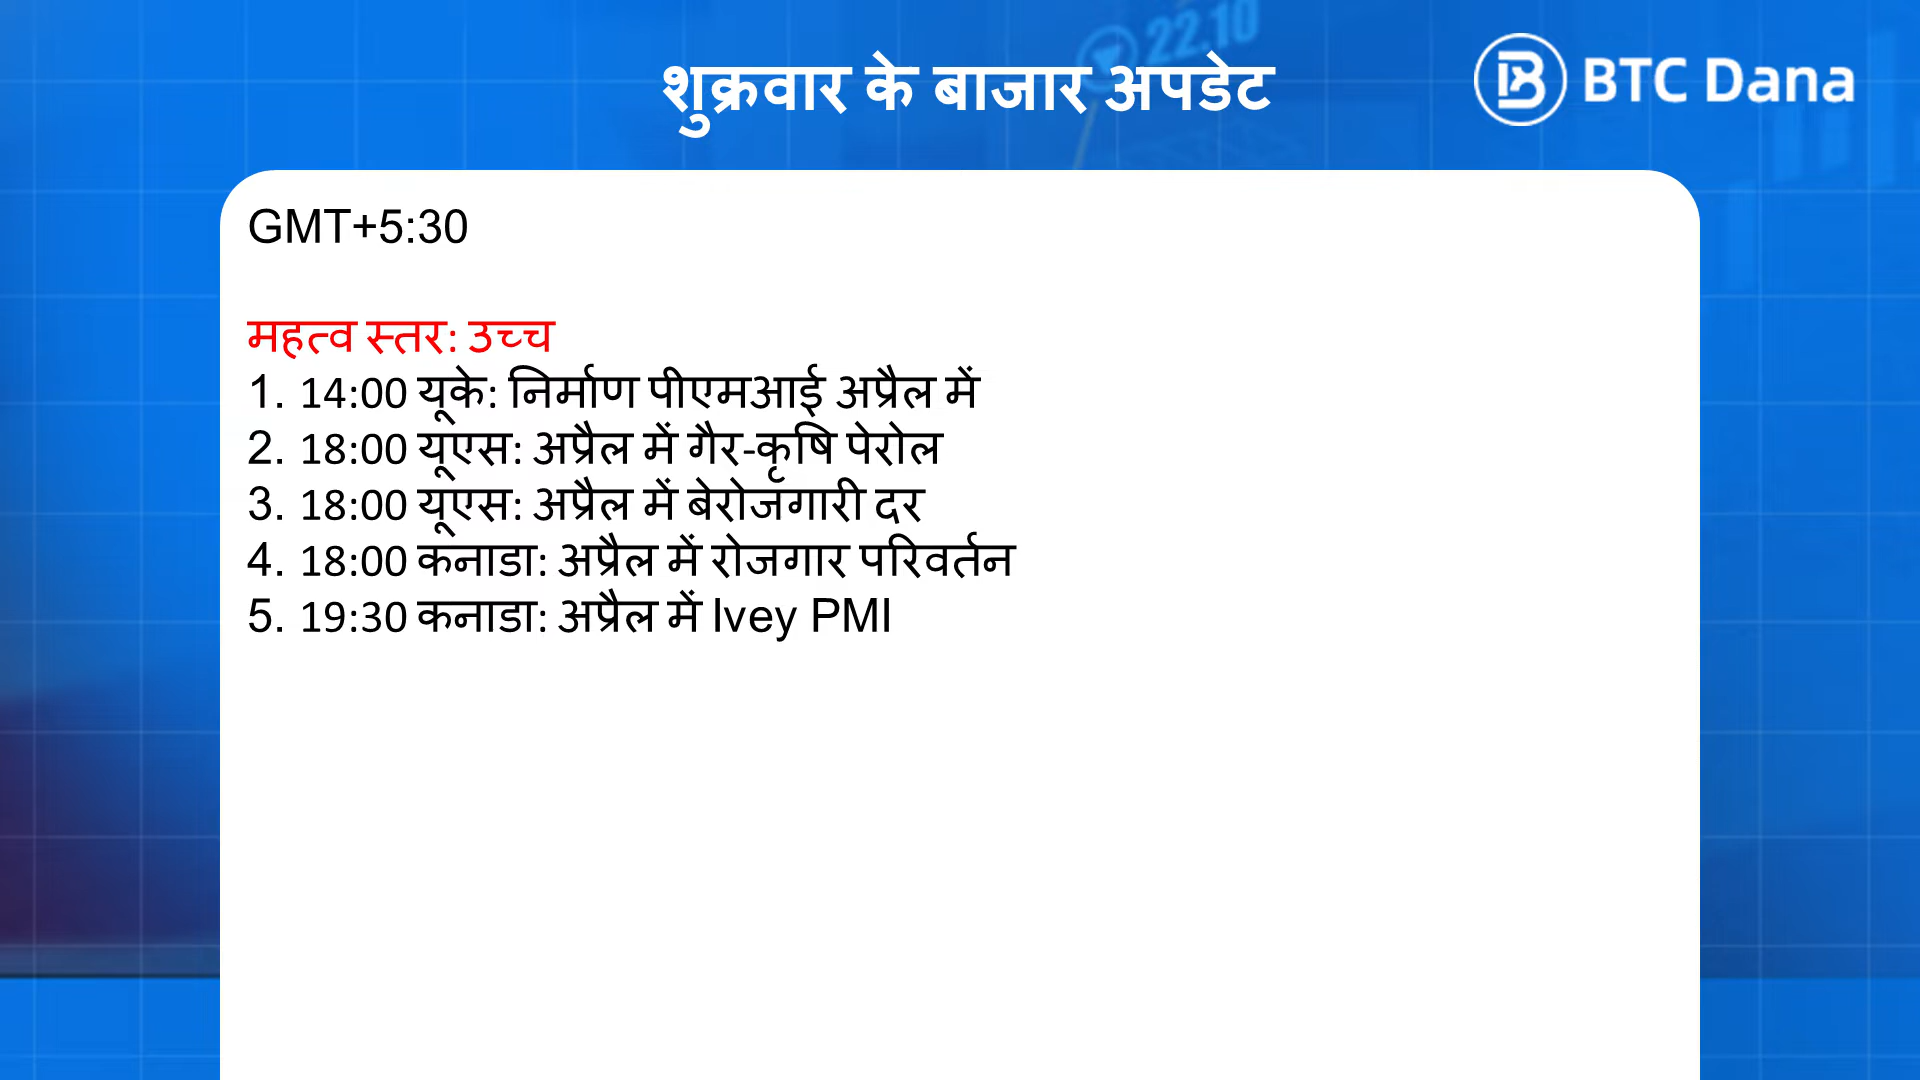 22.10
शुक्रवार के बाजार अपडेट
BTC Dana
GMT+5:30
महत्व स्तर: उच्च
1. 14:00 यूके: निर्माण पीएमआई अप्रैल में
2. 18:00 यूएस: अप्रैल में गैर-कृषि पेरोल
3. 18:00 यूएस: अप्रैल में बेरोजगारी दर
4. 18:00 कनाडा: अप्रैल में रोजगार परिवर्तन
5. 19:30 कनाडा: अप्रैल में Ivey PMI